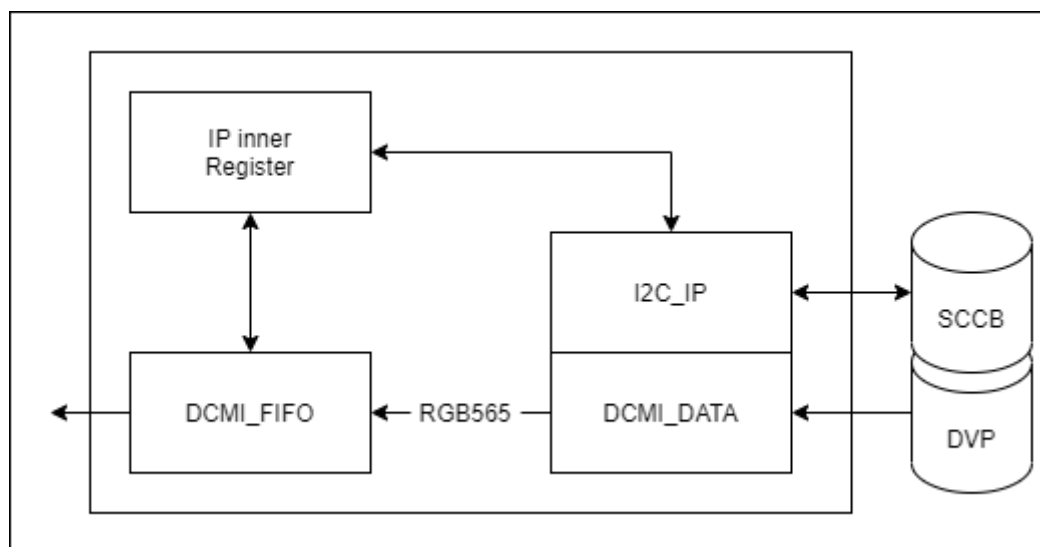 IP inner
Register
I2C_IP
SCCB
DCMI_FIFO
RGB565
DCMI_DATA
DVP